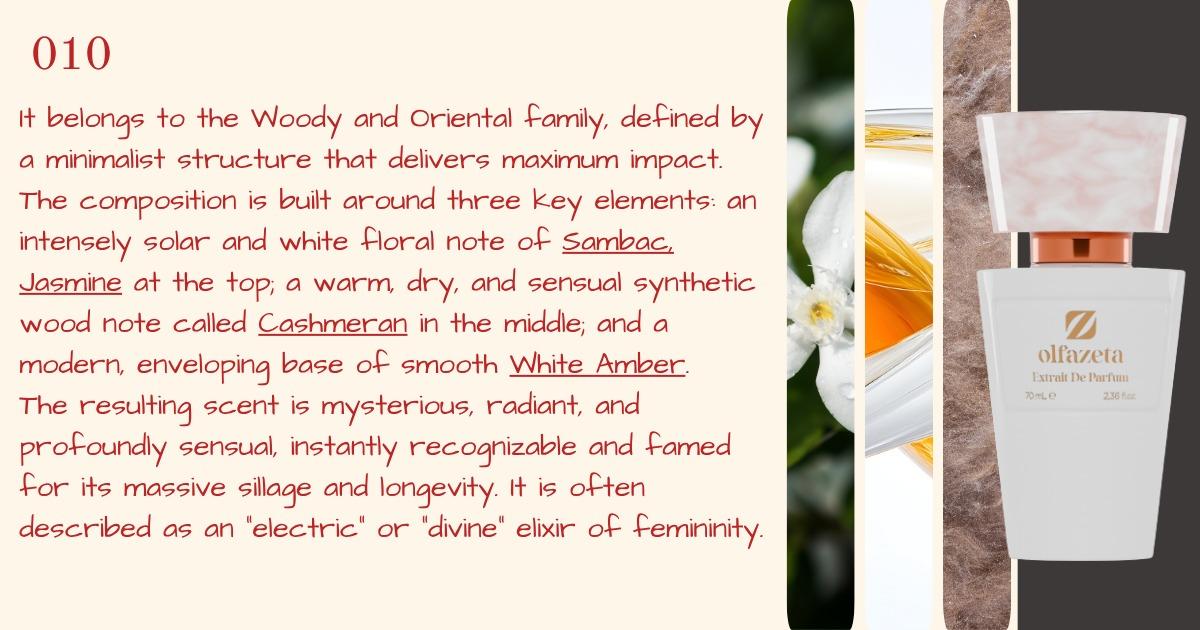 010
It belongs to the Woody and Oriental family, defined by
a minimalist structure that delivers maximum impact.
The composition is built around three key elements: an
intensely solar and white floral note of Sambac,
Jasmine at the top; a warm, dry, and sensual synthetic
wood note called Cashmeran in the middle; and a
modern, enveloping base of smooth White Amber.
The resulting scent is mysterious, radiant, and
profoundly sensual, instantly recognizable and famed
for its massive sillage and longevity. It is often
described as an "electric" or "divine" elixir of femininity.
olfazeta
Extrait De Parfum
70 mL ℮ 2,36 fl.oz